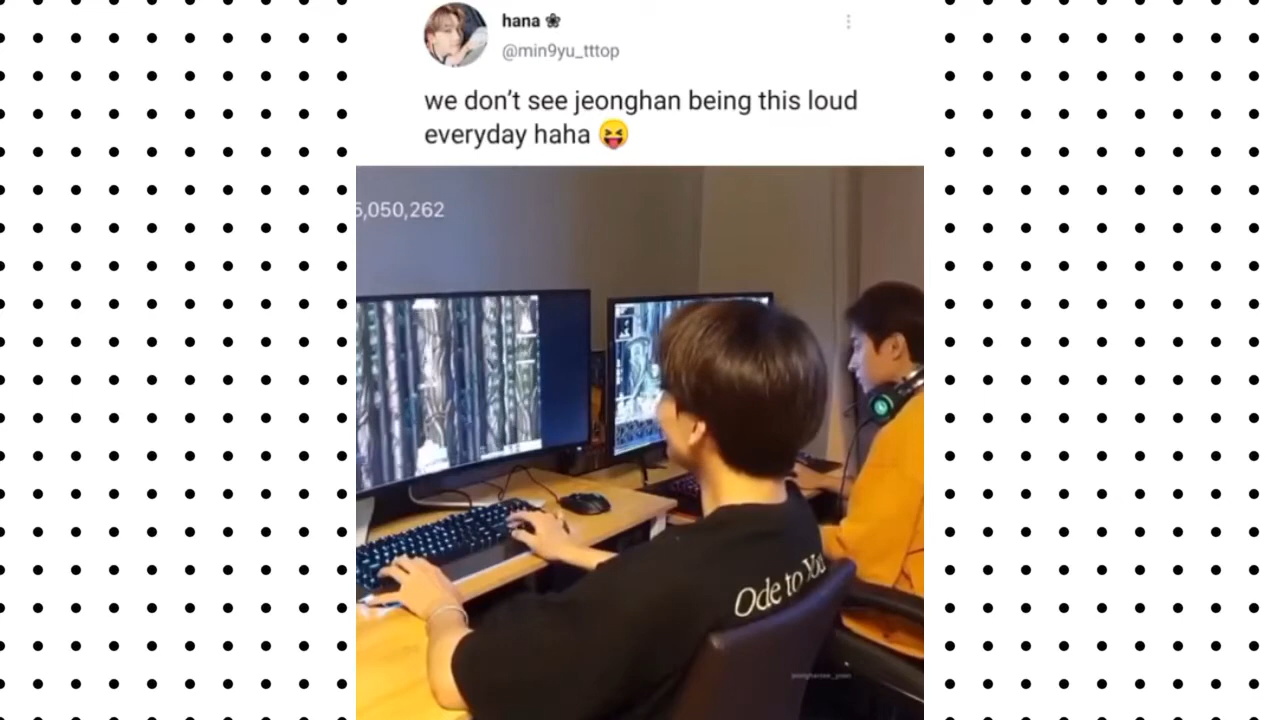 hana ❀
@min9yu_tttop
we don’t see jeonghan being this loud
everyday haha 😝
5,050,262
Ode to You